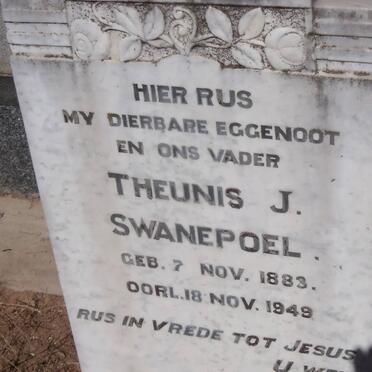 HIER RUS
MY DIERBARE EGGENOOT
EN ONS VADER
THEUNIS J.
SWANEPOEL.
GEB. 7 NOV. 1883.
OORL. 18 NOV. 1949
RUS IN VREDE TOT JESUS
U